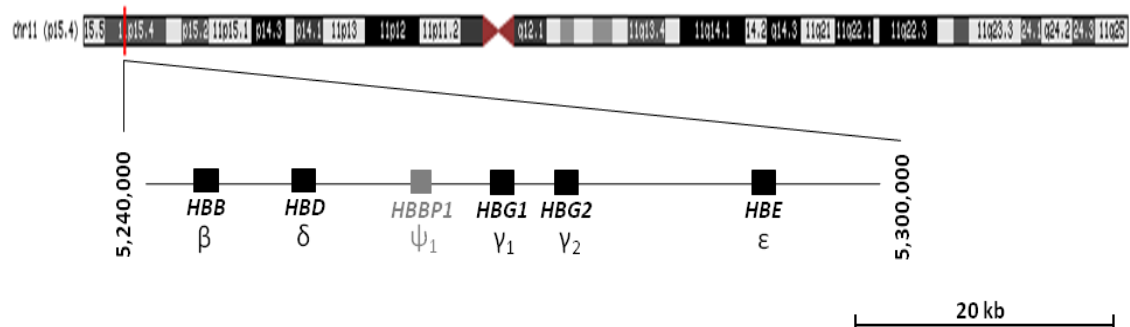 chr11 (p15.4) 15.5 11p15.4 p15.2 11p15.1 p14.3 p14.1 11p13 11p12 11p11.2 q12.1 11q13.4 11q14.1 14.2 q14.3 11q21 11q22.1 11q22.3 11q23.3 24.1 q24.2 24.3 11q25
5,240,000
5,300,000
HBB HBD HBBP1 HBG1 HBG2 HBE
β δ ψ1 γ1 γ2 ε
20 kb